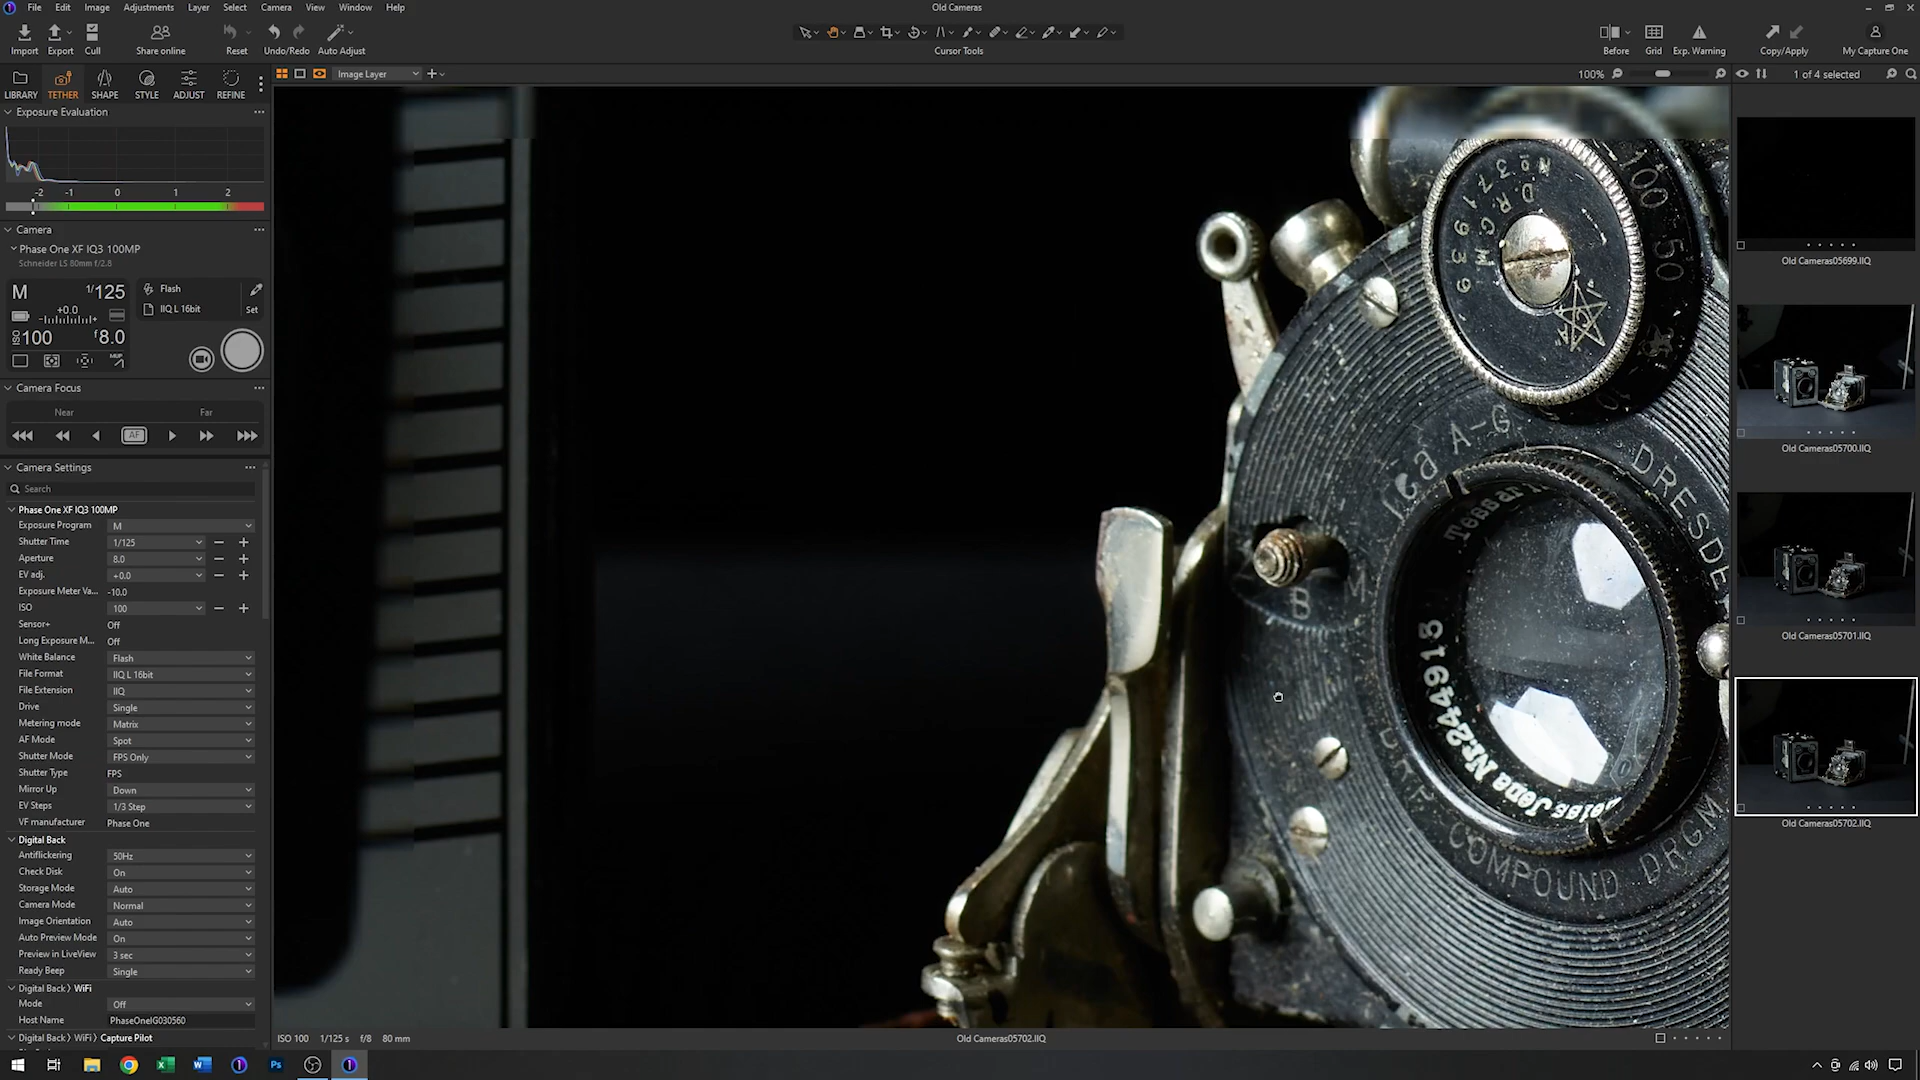 File Edit Image Adjustments Layer Select Camera View Window Help
Old Cameras
Import Export Cull Share online Reset Undo/Redo Auto Adjust
Cursor Tools
Before Grid Exp. Warning Copy/Apply My Capture One
LIBRARY TETHER SHAPE STYLE ADJUST REFINE
Image Layer
100%
1 of 4 selected
Exposure Evaluation
-2 -1 0 1 2
Camera
Phase One XF IQ3 100MP
Schneider LS 80mm f/2.8
M 1/125
Flash
+0.0
IIQ L 16bit
Set
ISO 100 f8.0
MUP
Camera Focus
Near Far
AF
Camera Settings
Search
Phase One XF IQ3 100MP
Exposure Program M
Shutter Time 1/125
Aperture 8.0
EV adj. +0.0
Exposure Meter Va... -10.0
ISO 100
Sensor+ Off
Long Exposure M... Off
White Balance Flash
File Format IIQ L 16bit
File Extension IIQ
Drive Single
Metering mode Matrix
AF Mode Spot
Shutter Mode FPS Only
Shutter Type FPS
Mirror Up Down
EV Steps 1/3 Step
VF manufacturer Phase One
Digital Back
Antiflickering 50Hz
Check Disk On
Storage Mode Auto
Camera Mode Normal
Image Orientation Auto
Auto Preview Mode On
Preview in LiveView 3 sec
Ready Beep Single
Digital Back › WiFi
Mode Off
Host Name PhaseOneIG030560
Digital Back › WiFi › Capture Pilot
No 371939
D.R.G.M.
100 50
Jca A-G
DRESDE
Tessar
Nr. 244918
Zeiss Jena
B M
D.R.P.
COMPOUND DRGM
Old Cameras05699.IIQ
Old Cameras05700.IIQ
Old Cameras05701.IIQ
Old Cameras05702.IIQ
ISO 100 1/125 s f/8 80 mm
Old Cameras05702.IIQ